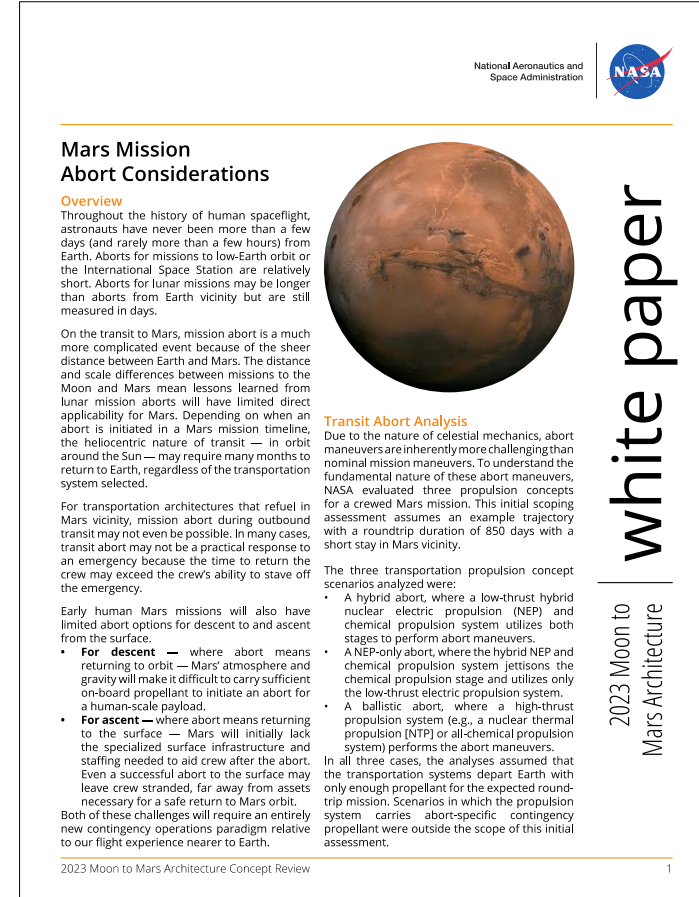 National Aeronautics and
Space Administration
NASA
Mars Mission
Abort Considerations
Overview
Throughout the history of human spaceflight,
astronauts have never been more than a few
days (and rarely more than a few hours) from
Earth. Aborts for missions to low-Earth orbit or
the International Space Station are relatively
short. Aborts for lunar missions may be longer
than aborts from Earth vicinity but are still
measured in days.
On the transit to Mars, mission abort is a much
more complicated event because of the sheer
distance between Earth and Mars. The distance
and scale differences between missions to the
Moon and Mars mean lessons learned from
lunar mission aborts will have limited direct
applicability for Mars. Depending on when an
abort is initiated in a Mars mission timeline,
the heliocentric nature of transit — in orbit
around the Sun — may require many months to
return to Earth, regardless of the transportation
system selected.
For transportation architectures that refuel in
Mars vicinity, mission abort during outbound
transit may not even be possible. In many cases,
transit abort may not be a practical response to
an emergency because the time to return the
crew may exceed the crew's ability to stave off
the emergency.
Early human Mars missions will also have
limited abort options for descent to and ascent
from the surface.
• For descent — where abort means
returning to orbit — Mars' atmosphere and
gravity will make it difficult to carry sufficient
on-board propellant to initiate an abort for
a human-scale payload.
• For ascent — where abort means returning
to the surface — Mars will initially lack
the specialized surface infrastructure and
staffing needed to aid crew after the abort.
Even a successful abort to the surface may
leave crew stranded, far away from assets
necessary for a safe return to Mars orbit.
Both of these challenges will require an entirely
new contingency operations paradigm relative
to our flight experience nearer to Earth.
Transit Abort Analysis
Due to the nature of celestial mechanics, abort
maneuvers are inherently more challenging than
nominal mission maneuvers. To understand the
fundamental nature of these abort maneuvers,
NASA evaluated three propulsion concepts
for a crewed Mars mission. This initial scoping
assessment assumes an example trajectory
with a roundtrip duration of 850 days with a
short stay in Mars vicinity.
The three transportation propulsion concept
scenarios analyzed were:
• A hybrid abort, where a low-thrust hybrid
nuclear electric propulsion (NEP) and
chemical propulsion system utilizes both
stages to perform abort maneuvers.
• A NEP-only abort, where the hybrid NEP and
chemical propulsion system jettisons the
chemical propulsion stage and utilizes only
the low-thrust electric propulsion system.
• A ballistic abort, where a high-thrust
propulsion system (e.g., a nuclear thermal
propulsion [NTP] or all-chemical propulsion
system) performs the abort maneuvers.
In all three cases, the analyses assumed that
the transportation systems depart Earth with
only enough propellant for the expected round-
trip mission. Scenarios in which the propulsion
system carries abort-specific contingency
propellant were outside the scope of this initial
assessment.
white paper
2023 Moon to
Mars Architecture
2023 Moon to Mars Architecture Concept Review
1